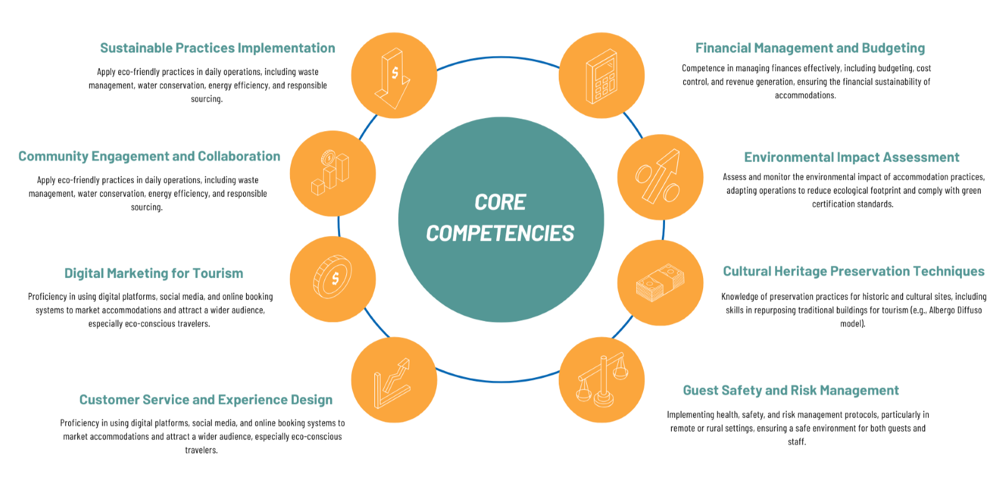 Sustainable Practices Implementation
Apply eco-friendly practices in daily operations, including waste
management, water conservation, energy efficiency, and responsible
sourcing.
Community Engagement and Collaboration
Apply eco-friendly practices in daily operations, including waste
management, water conservation, energy efficiency, and responsible
sourcing.
Digital Marketing for Tourism
Proficiency in using digital platforms, social media, and online booking
systems to market accommodations and attract a wider audience,
especially eco-conscious travelers.
Customer Service and Experience Design
Proficiency in using digital platforms, social media, and online booking systems to
market accommodations and attract a wider audience, especially eco-conscious
travelers.
$
$
$
CORE
COMPETENCIES
Financial Management and Budgeting
Competence in managing finances effectively, including budgeting, cost
control, and revenue generation, ensuring the financial sustainability of
accommodations.
Environmental Impact Assessment
Assess and monitor the environmental impact of accommodation practices,
adapting operations to reduce ecological footprint and comply with green
certification standards.
Cultural Heritage Preservation Techniques
Knowledge of preservation practices for historic and cultural sites, including
skills in repurposing traditional buildings for tourism (e.g., Albergo Diffuso
model).
Guest Safety and Risk Management
Implementing health, safety, and risk management protocols, particularly in
remote or rural settings, ensuring a safe environment for both guests and
staff.